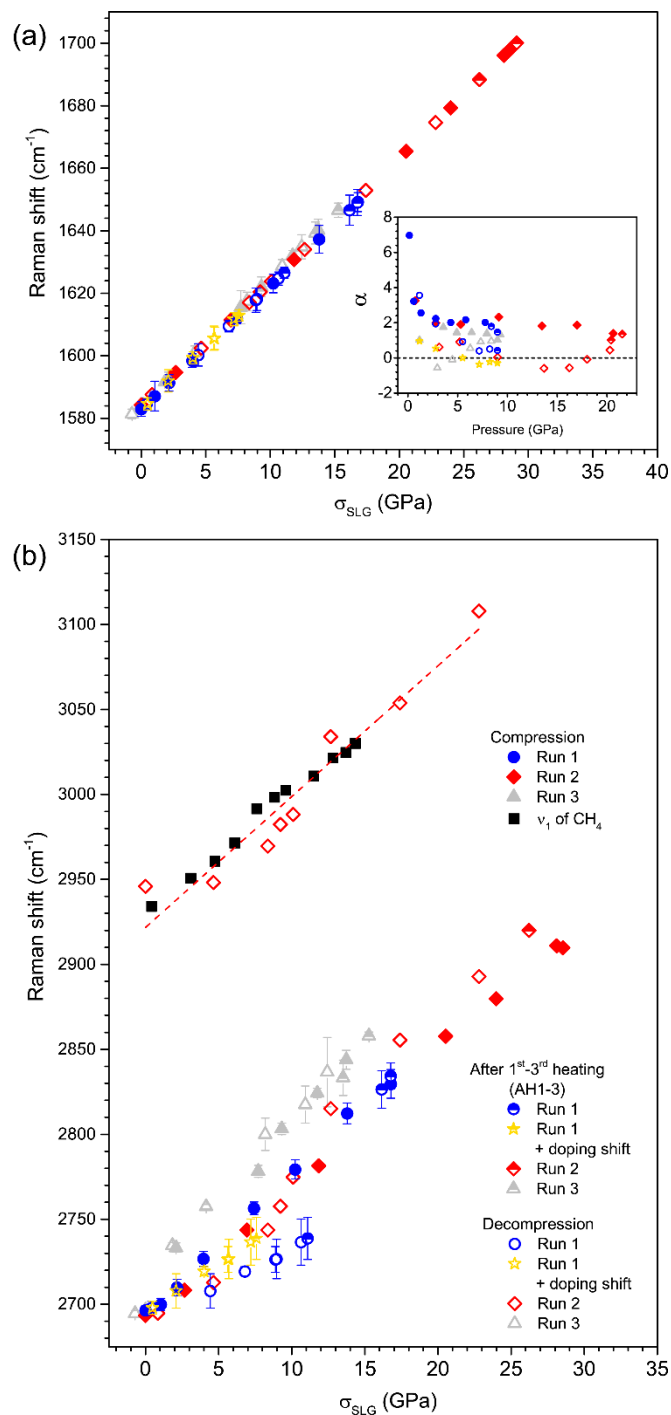 (a)
Raman shift (cm⁻¹)
1700
1680
1660
1640
1620
1600
1580
0 5 10 15 20 25 30 35 40
σSLG (GPa)
α
8
6
4
2
0
-2
0 5 10 15 20
Pressure (GPa)
(b)
Raman shift (cm⁻¹)
3150
3100
3050
3000
2950
2900
2850
2800
2750
2700
0 5 10 15 20 25 30 35
σSLG (GPa)
Compression
Run 1
Run 2
Run 3
ν₁ of CH₄
After 1ˢᵗ-3ʳᵈ heating
(AH1-3)
Run 1
Run 1
+ doping shift
Run 2
Run 3
Decompression
Run 1
Run 1
+ doping shift
Run 2
Run 3